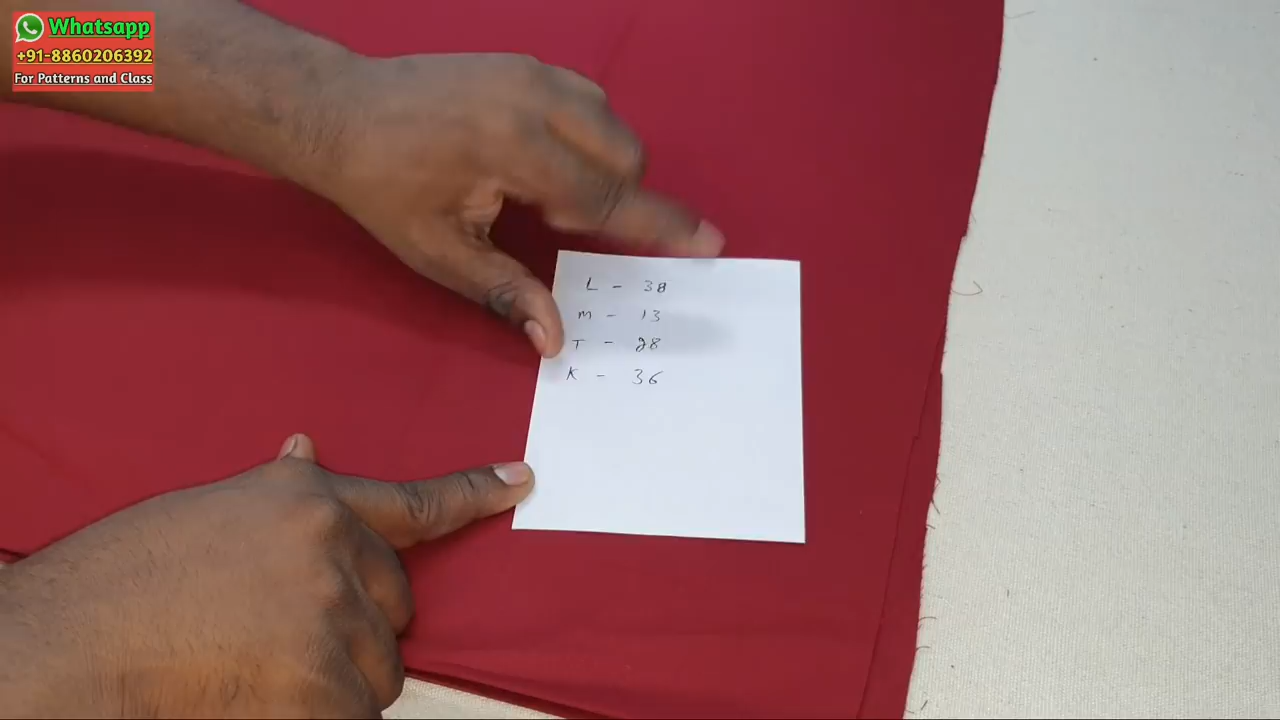 Whatsapp
+91-8860206392
For Patterns and Class
L - 38
M - 13
T - 28
K - 36